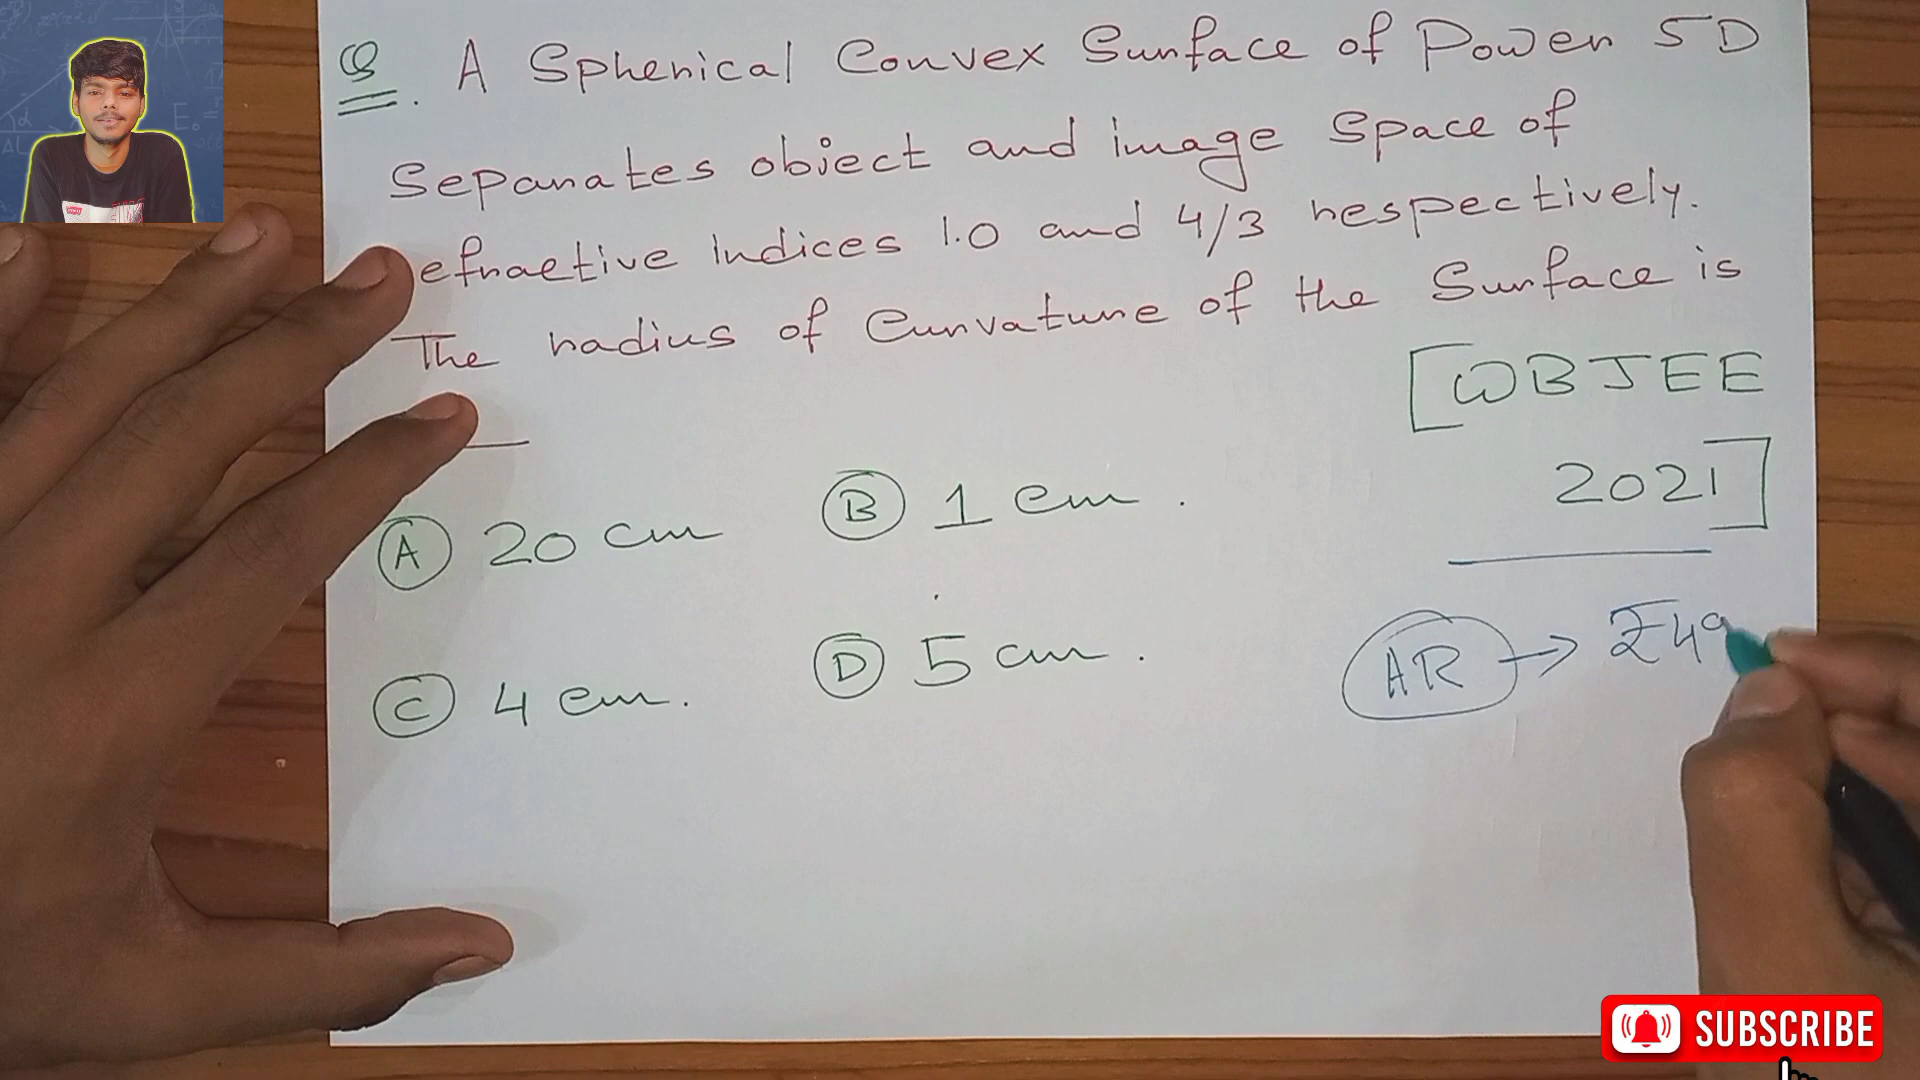 Q. A Spherical Convex Surface of Power 5D
Separates object and image Space of
efractive Indices 1.0 and 4/3 respectively.
The radius of Curvature of the Surface is
[WBJEE
2021]
(A) 20 cm (B) 1 cm.
(C) 4 cm. (D) 5 cm.
AR → ₹49
SUBSCRIBE